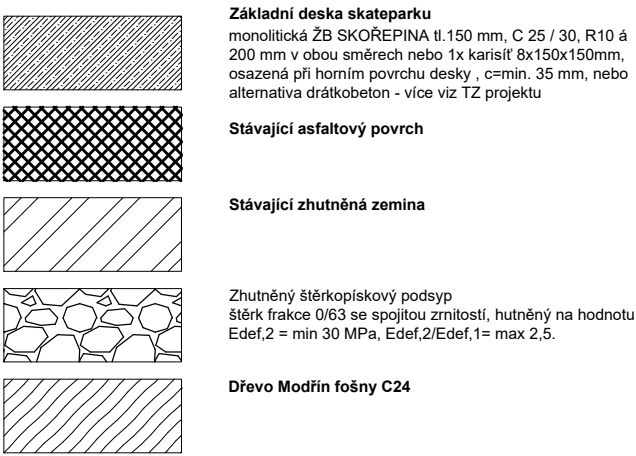 Základní deska skateparku
monolitická ŽB SKOŘEPINA tl.150 mm, C 25 / 30, R10 á
200 mm v obou směrech nebo 1x karisíť 8x150x150mm,
osazená při horním povrchu desky , c=min. 35 mm, nebo
alternativa drátkobeton - více viz TZ projektu
Stávající asfaltový povrch
Stávající zhutněná zemina
Zhutněný štěrkopískový podsyp
štěrk frakce 0/63 se spojitou zrnitostí, hutněný na hodnotu
Edef,2 = min 30 MPa, Edef,2/Edef,1= max 2,5.
Dřevo Modřín fošny C24